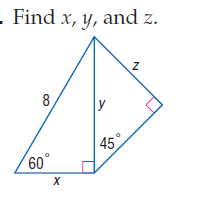 . Find x, y, and z.
z
8
y
45°
60°
x